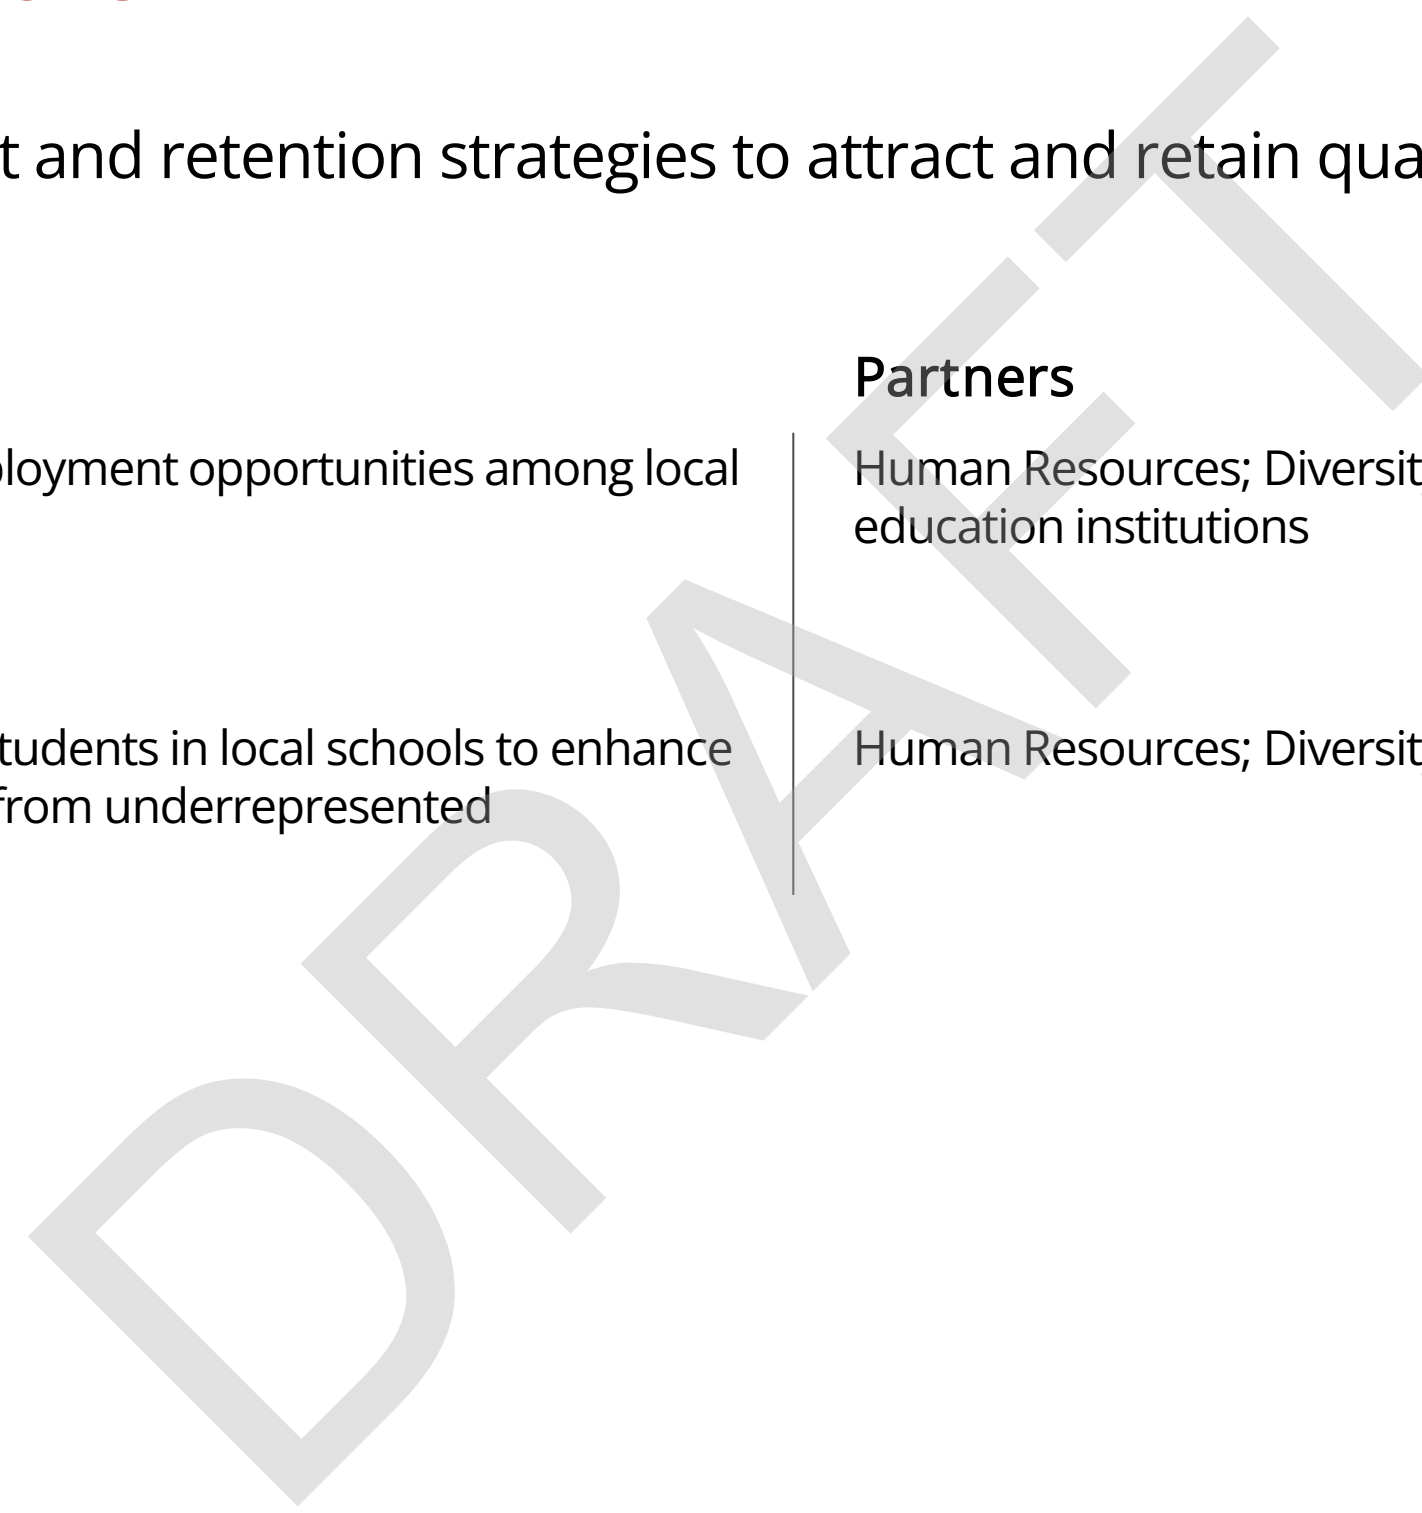 t and retention strategies to attract and retain qua
Partners
ployment opportunities among local
Human Resources; Diversit
education institutions
tudents in local schools to enhance
from underrepresented
Human Resources; Diversit
DRAFT